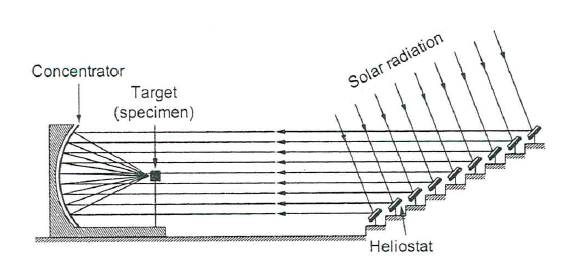 Solar radiation
Concentrator
Target
(specimen)
Heliostat